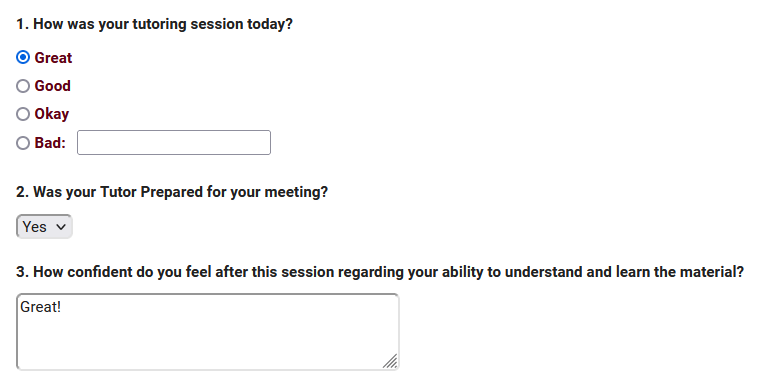 1. How was your tutoring session today?
Great
Good
Okay
Bad:
2. Was your Tutor Prepared for your meeting?
Yes
3. How confident do you feel after this session regarding your ability to understand and learn the material?
Great!